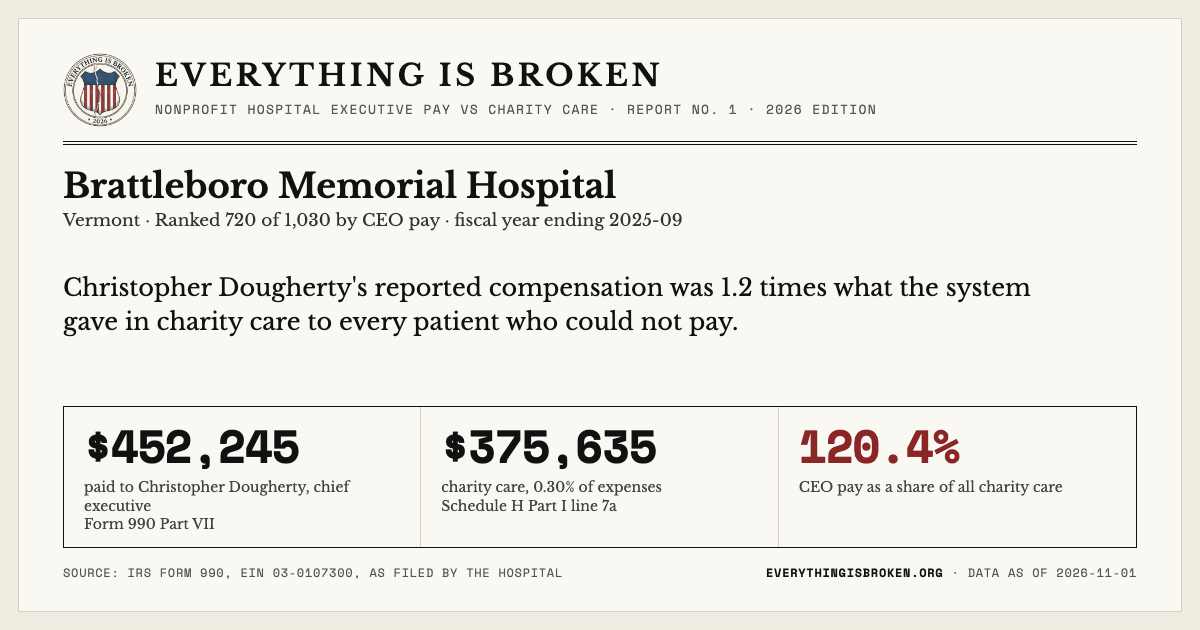 EVERYTHING IS BROKEN
2026
EVERYTHING IS BROKEN
NONPROFIT HOSPITAL EXECUTIVE PAY VS CHARITY CARE · REPORT NO. 1 · 2026 EDITION
Brattleboro Memorial Hospital
Vermont · Ranked 720 of 1,030 by CEO pay · fiscal year ending 2025-09
Christopher Dougherty's reported compensation was 1.2 times what the system
gave in charity care to every patient who could not pay.
$452,245
paid to Christopher Dougherty, chief
executive
Form 990 Part VII
$375,635
charity care, 0.30% of expenses
Schedule H Part I line 7a
120.4%
CEO pay as a share of all charity care
SOURCE: IRS FORM 990, EIN 03-0107300, AS FILED BY THE HOSPITAL
EVERYTHINGISBROKEN.ORG · DATA AS OF 2026-11-01